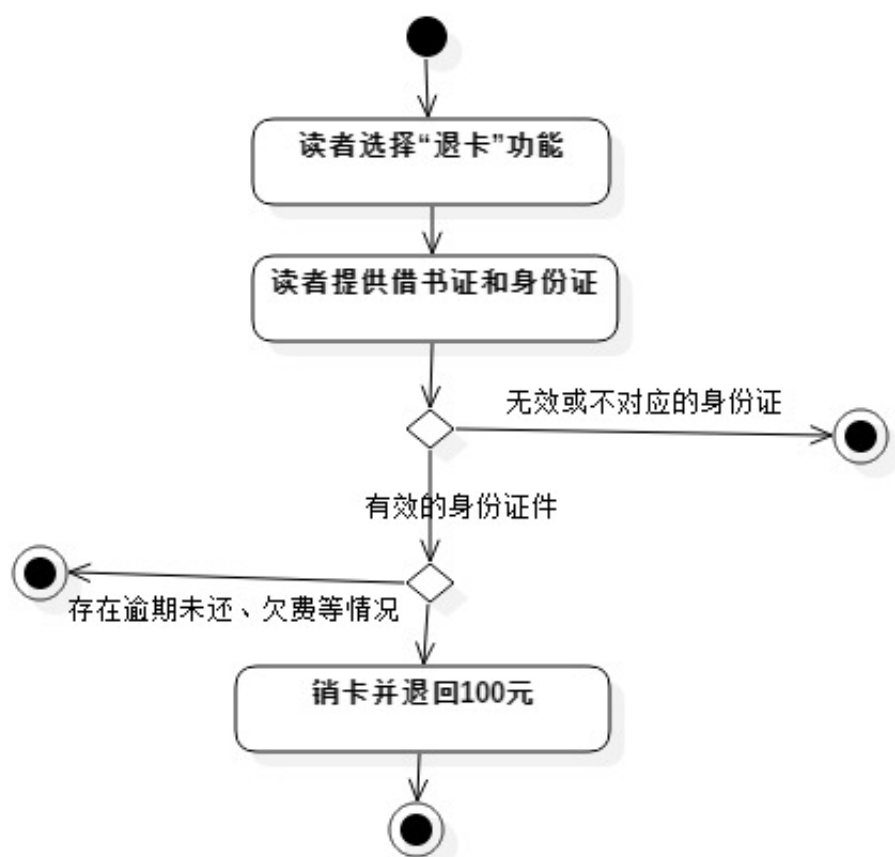 读者选择“退卡”功能
读者提供借书证和身份证
无效或不对应的身份证
有效的身份证件
存在逾期未还、欠费等情况
销卡并退回100元